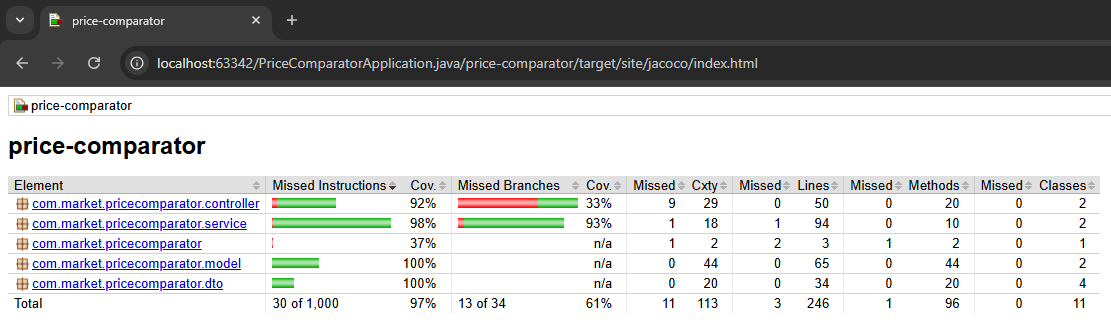 price-comparator
localhost:63342/PriceComparatorApplication.java/price-comparator/target/site/jacoco/index.html
price-comparator
price-comparator
Element Missed Instructions Cov. Missed Branches Cov. Missed Cxty Missed Lines Missed Methods Missed Classes
com.market.pricecomparator.controller 92% 33% 9 29 0 50 0 20 0 2
com.market.pricecomparator.service 98% 93% 1 18 1 94 0 10 0 2
com.market.pricecomparator 37% n/a 1 2 2 3 1 2 0 1
com.market.pricecomparator.model 100% n/a 0 44 0 65 0 44 0 2
com.market.pricecomparator.dto 100% n/a 0 20 0 34 0 20 0 4
Total 30 of 1,000 97% 13 of 34 61% 11 113 3 246 1 96 0 11